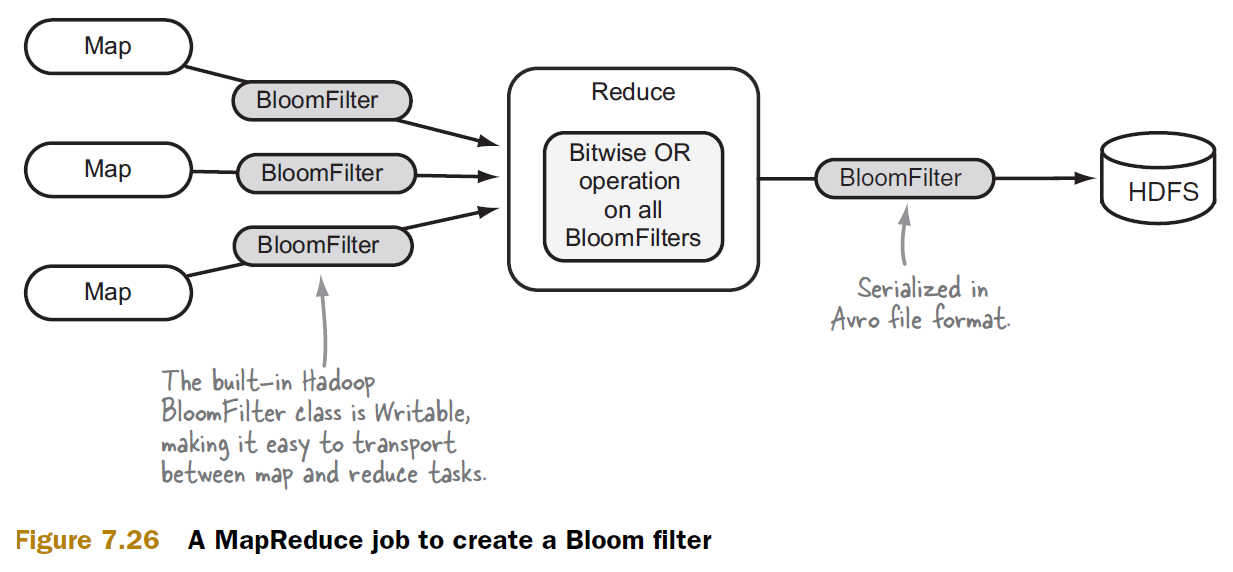 Map
BloomFilter
Map
BloomFilter
Map
BloomFilter
Reduce
Bitwise OR
operation
on all
BloomFilters
BloomFilter
HDFS
Serialized in
Avro file format.
The built-in Hadoop
BloomFilter class is Writable,
making it easy to transport
between map and reduce tasks.
Figure 7.26 A MapReduce job to create a Bloom filter